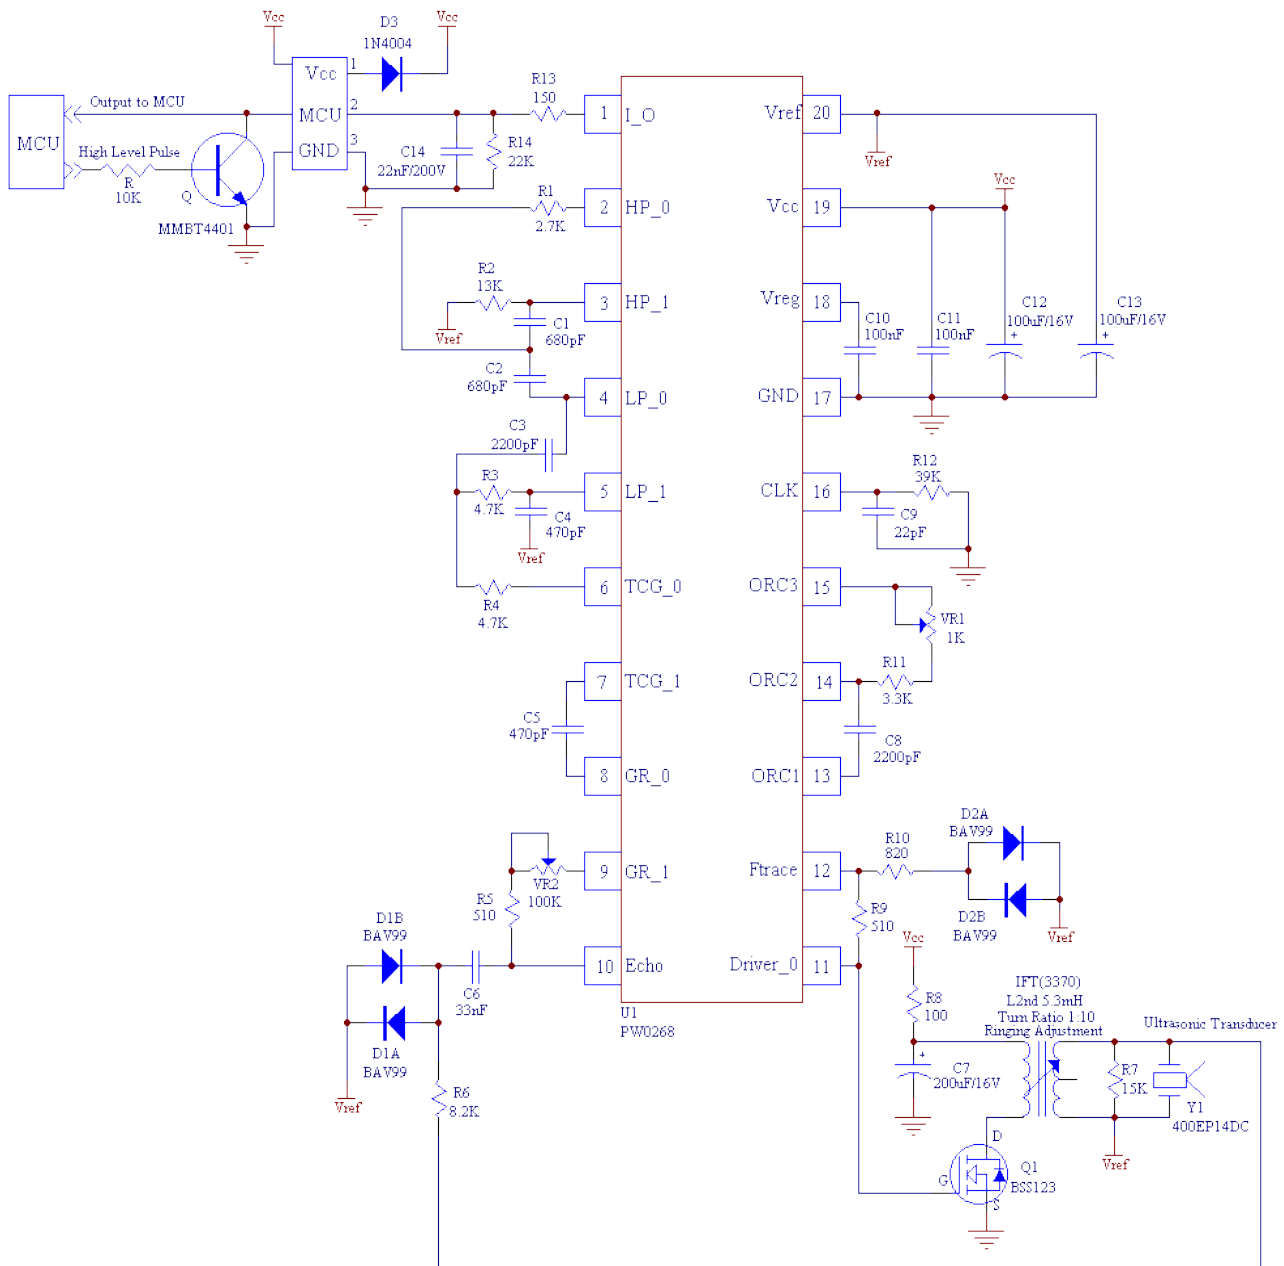 Vcc
D3
1N4004
Vcc
Output to MCU
MCU
High Level Pulse
R
10K
Q
MMBT4401
Vcc
MCU
GND
1
2
3
C14
22nF/200V
R14
22K
R13
150
R1
2.7K
R2
13K
Vref
C1
680pF
C2
680pF
C3
2200pF
R3
4.7K
C4
470pF
Vref
R4
4.7K
C5
470pF
VR2
100K
R5
510
D1B
BAV99
C6
33nF
D1A
BAV99
Vref
R6
8.2K
1 I_O
2 HP_0
3 HP_1
4 LP_0
5 LP_1
6 TCG_0
7 TCG_1
8 GR_0
9 GR_1
10 Echo
Vref 20
Vcc 19
Vreg 18
GND 17
CLK 16
ORC3 15
ORC2 14
ORC1 13
Ftrace 12
Driver_0 11
U1
PW0268
Vref
Vcc
C10
100nF
C11
100nF
C12
100uF/16V
+
C13
100uF/16V
+
R12
39K
C9
22pF
VR1
1K
R11
3.3K
C8
2200pF
D2A
BAV99
R10
820
R9
510
D2B
BAV99
Vref
Vcc
R8
100
+
C7
200uF/16V
IFT(3370)
L2nd 5.3mH
Turn Ratio 1:10
Ringing Adjustment
Ultrasonic Transducer
R7
15K
Y1
400EP14DC
Vref
D
G
S
Q1
BSS123